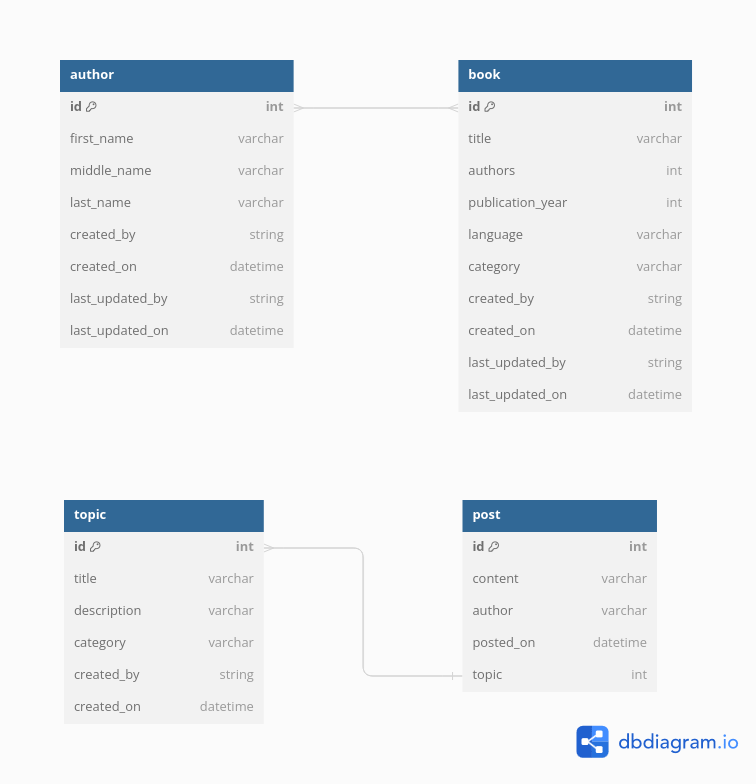 author
id int
first_name varchar
middle_name varchar
last_name varchar
created_by string
created_on datetime
last_updated_by string
last_updated_on datetime
book
id int
title varchar
authors int
publication_year int
language varchar
category varchar
created_by string
created_on datetime
last_updated_by string
last_updated_on datetime
topic
id int
title varchar
description varchar
category varchar
created_by string
created_on datetime
post
id int
content varchar
author varchar
posted_on datetime
topic int
dbdiagram.io